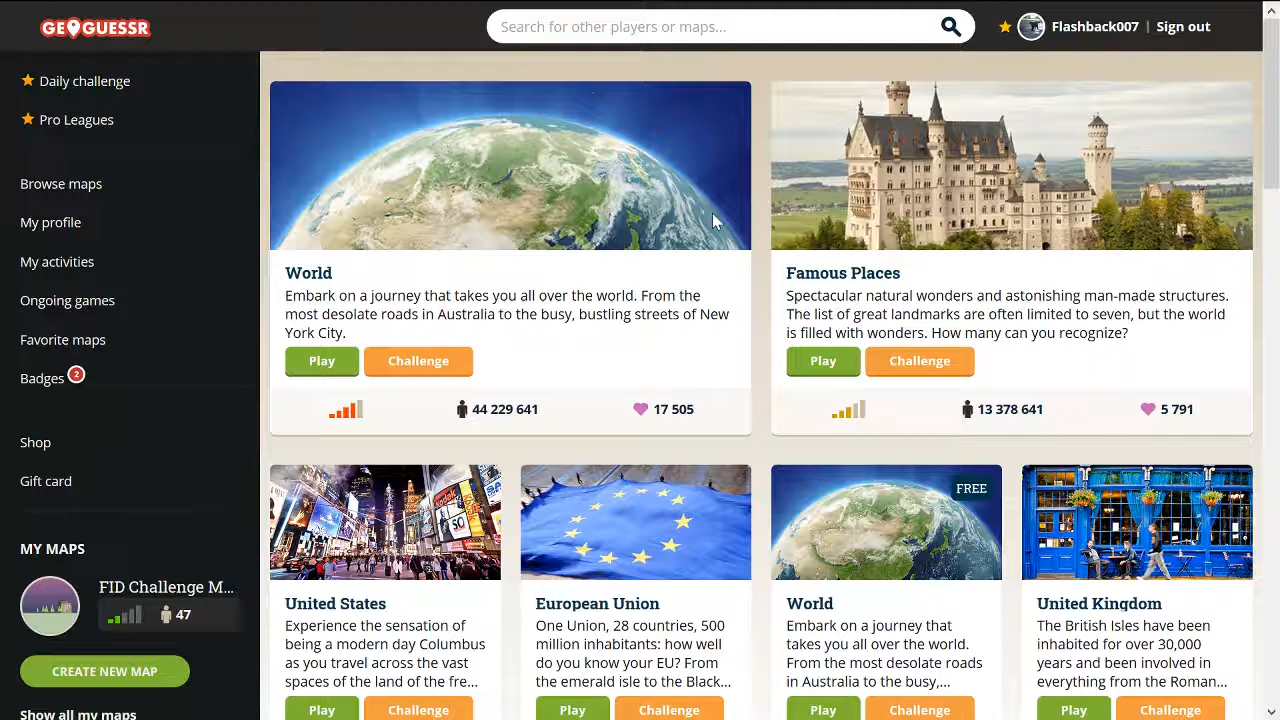 GEOGUESSR
Search for other players or maps...
Flashback007 | Sign out
Daily challenge
Pro Leagues
Browse maps
My profile
My activities
Ongoing games
Favorite maps
Badges 2
Shop
Gift card
MY MAPS
FID Challenge M...
47
CREATE NEW MAP
Show all my maps
World
Embark on a journey that takes you all over the world. From the
most desolate roads in Australia to the busy, bustling streets of New
York City.
Play Challenge
44 229 641 17 505
Famous Places
Spectacular natural wonders and astonishing man-made structures.
The list of great landmarks are often limited to seven, but the world
is filled with wonders. How many can you recognize?
Play Challenge
13 378 641 5 791
Kodak
United States
Experience the sensation of
being a modern day Columbus
as you travel across the vast
spaces of the land of the fre...
Play Challenge
European Union
One Union, 28 countries, 500
million inhabitants: how well
do you know your EU? From
the emerald isle to the Black...
Play Challenge
FREE
World
Embark on a journey that
takes you all over the world.
From the most desolate roads
in Australia to the busy,...
Play Challenge
United Kingdom
The British Isles have been
inhabited for over 30,000
years and been involved in
everything from the Roman...
Play Challenge